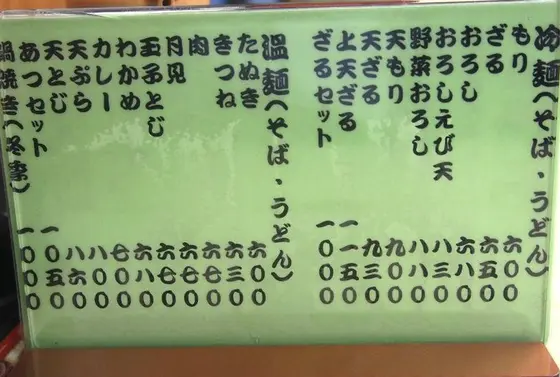 冷麺(そば・うどん)
もり 六〇〇
ざる 六五〇
おろし 六八〇
おろしえび天 八三〇
野菜おろし 八八〇
天もり 九〇〇
天ざる 九三〇
上天ざる 一一五〇
ざるセット 一〇〇〇
温麺(そば・うどん)
たぬき 六〇〇
きつね 六三〇
肉 六七〇
月見 六七〇
玉子とじ 六七〇
わかめ 六八〇
カレー 七〇〇
天ぷら 八〇〇
天とじ 八六〇
あつセット 一〇五〇
鍋焼き(冬季) 一〇〇〇